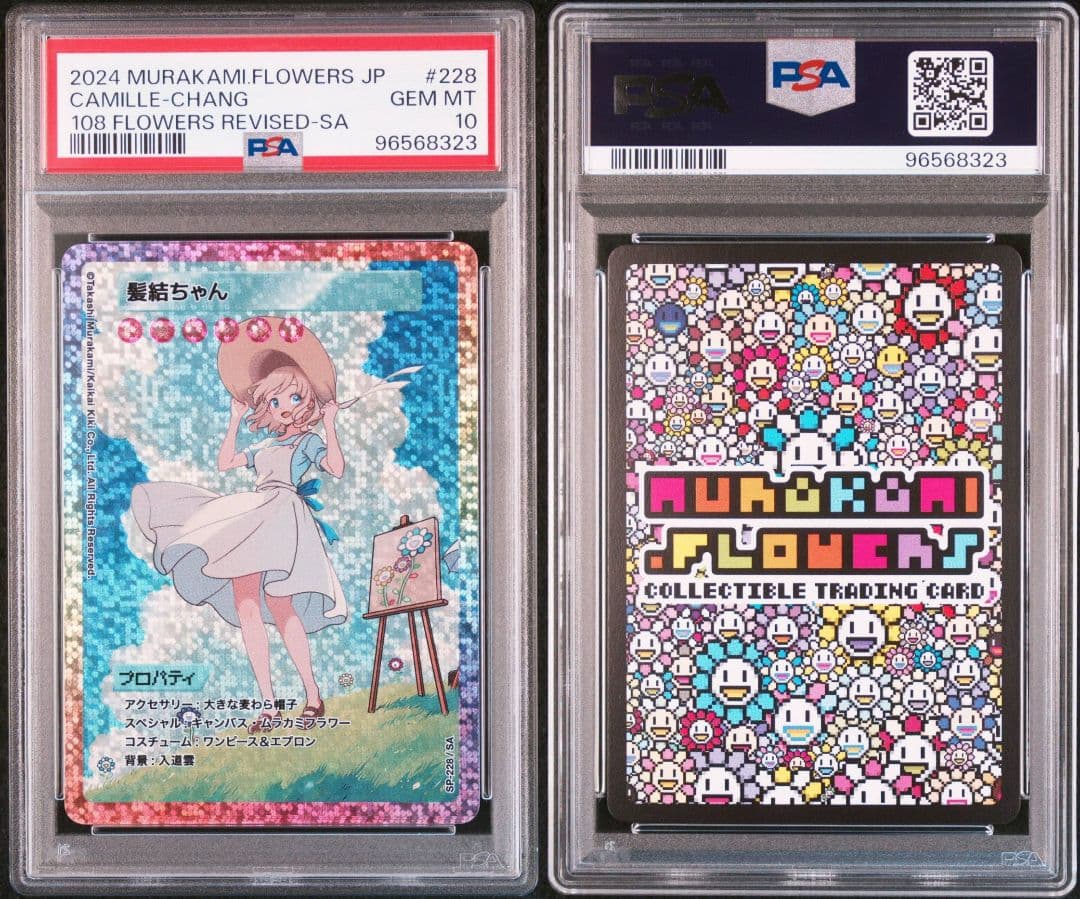 2024 MURAKAMI.FLOWERS JP #228
CAMILLE-CHANG GEM MT
108 FLOWERS REVISED-SA 10
PSA 96568323
髪結ちゃん
©Takashi Murakami/Kaikai Kiki Co., Ltd. All Rights Reserved.
プロパティ
アクセサリー：大きな麦わら帽子
スペシャル：キャンバス・ムラカミフラワー
コスチューム：ワンピース＆エプロン
背景：入道雲
SP-228 / SA
PSA
PSA
PSA
96568323
MURAKAMI
.FLOWERS
COLLECTIBLE TRADING CARD
PSA